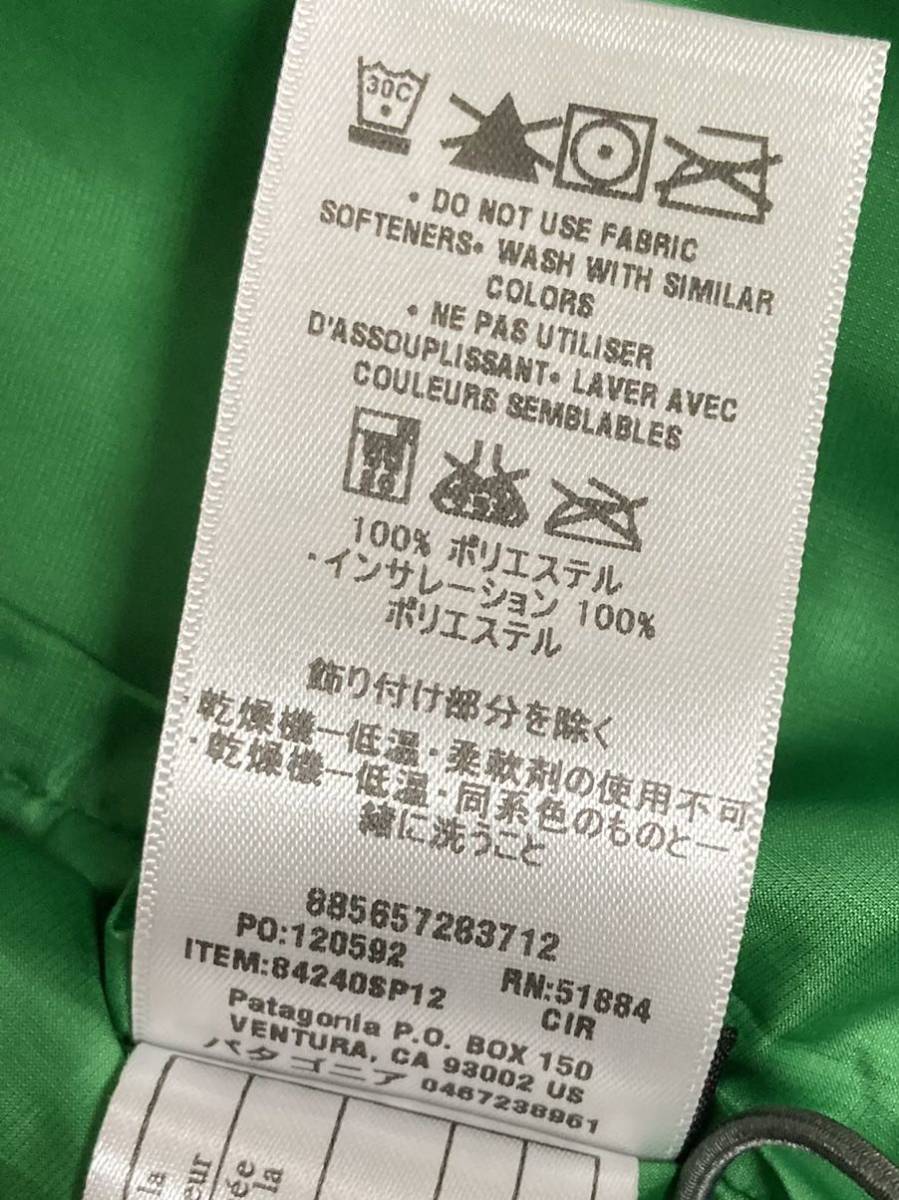 30C
• DO NOT USE FABRIC
SOFTENERS• WASH WITH SIMILAR
COLORS
• NE PAS UTILISER
D'ASSOUPLISSANT• LAVER AVEC
COULEURS SEMBLABLES
100% ポリエステル
・インサレーション 100%
ポリエステル
飾り付け部分を除く
・乾燥機ー低温・柔軟剤の使用不可
・乾燥機ー低温・同系色のものと一
緒に洗うこと
885657283712
PO:120592 RN:51884
ITEM:84240SP12 CIR
Patagonia P.O. BOX 150
VENTURA, CA 93002 US
パタゴニア 0467238961
la
eur
ée
la